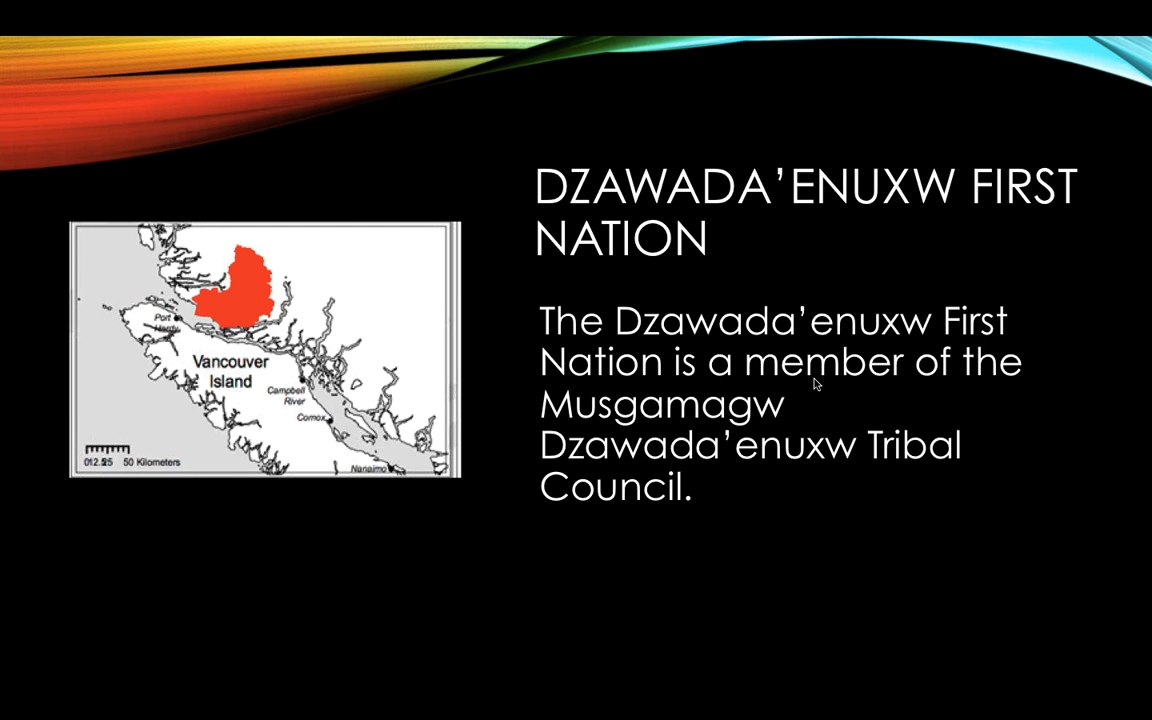 DZAWADA’ENUXW FIRST
NATION
The Dzawada’enuxw First
Nation is a member of the
Musgamagw
Dzawada’enuxw Tribal
Council.
Port
Hardy
Vancouver
Island
Campbell
River
Comox
50 Kilometers
Nanaimo